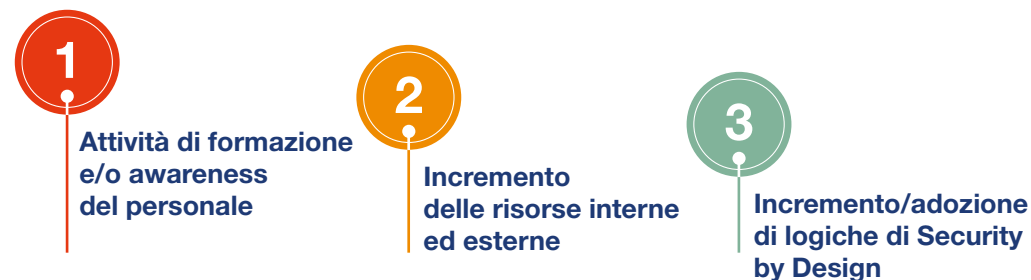 1
Attività di formazione
e/o awareness
del personale
2
Incremento
delle risorse interne
ed esterne
3
Incremento/adozione
di logiche di Security
by Design